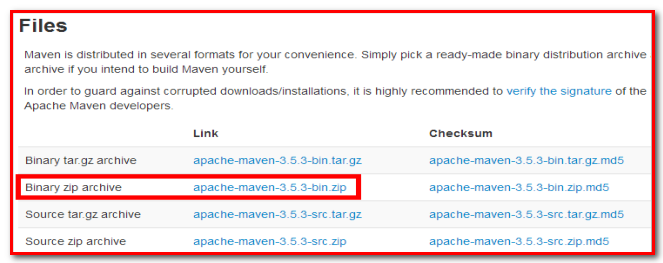 Files
Maven is distributed in several formats for your convenience. Simply pick a ready-made binary distribution archive
archive if you intend to build Maven yourself.
In order to guard against corrupted downloads/installations, it is highly recommended to verify the signature of the
Apache Maven developers.
Link Checksum
Binary tar.gz archive apache-maven-3.5.3-bin.tar.gz apache-maven-3.5.3-bin.tar.gz.md5
Binary zip archive apache-maven-3.5.3-bin.zip apache-maven-3.5.3-bin.zip.md5
Source tar.gz archive apache-maven-3.5.3-src.tar.gz apache-maven-3.5.3-src.tar.gz.md5
Source zip archive apache-maven-3.5.3-src.zip apache-maven-3.5.3-src.zip.md5